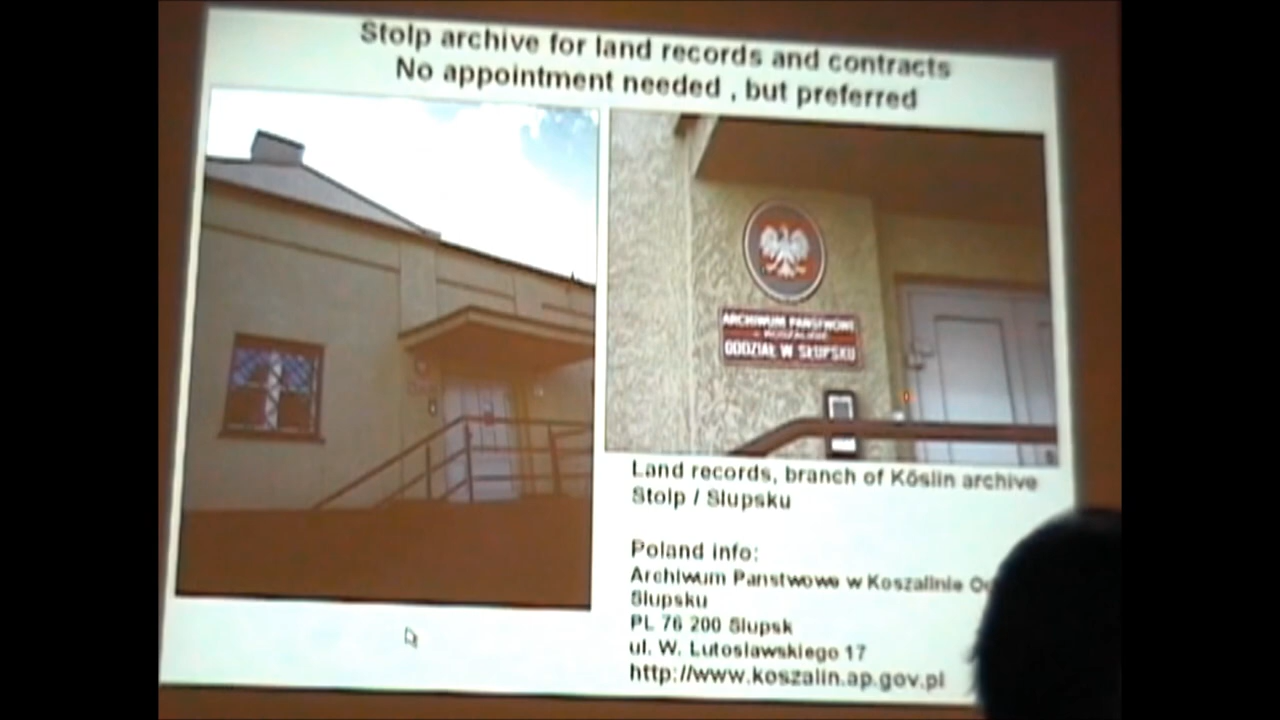 Stolp archive for land records and contracts
No appointment needed , but preferred
ARCHIWUM PAŃSTWOWE
W KOSZALINIE
ODDZIAŁ W SŁUPSKU
Land records, branch of Köslin archive
Stolp / Slupsku
Poland info:
Archiwum Panstwowe w Koszalinie
Slupsku
PL 76 200 Slupsk
ul. W. Lutoslawskiego 17
http://www.koszalin.ap.gov.pl